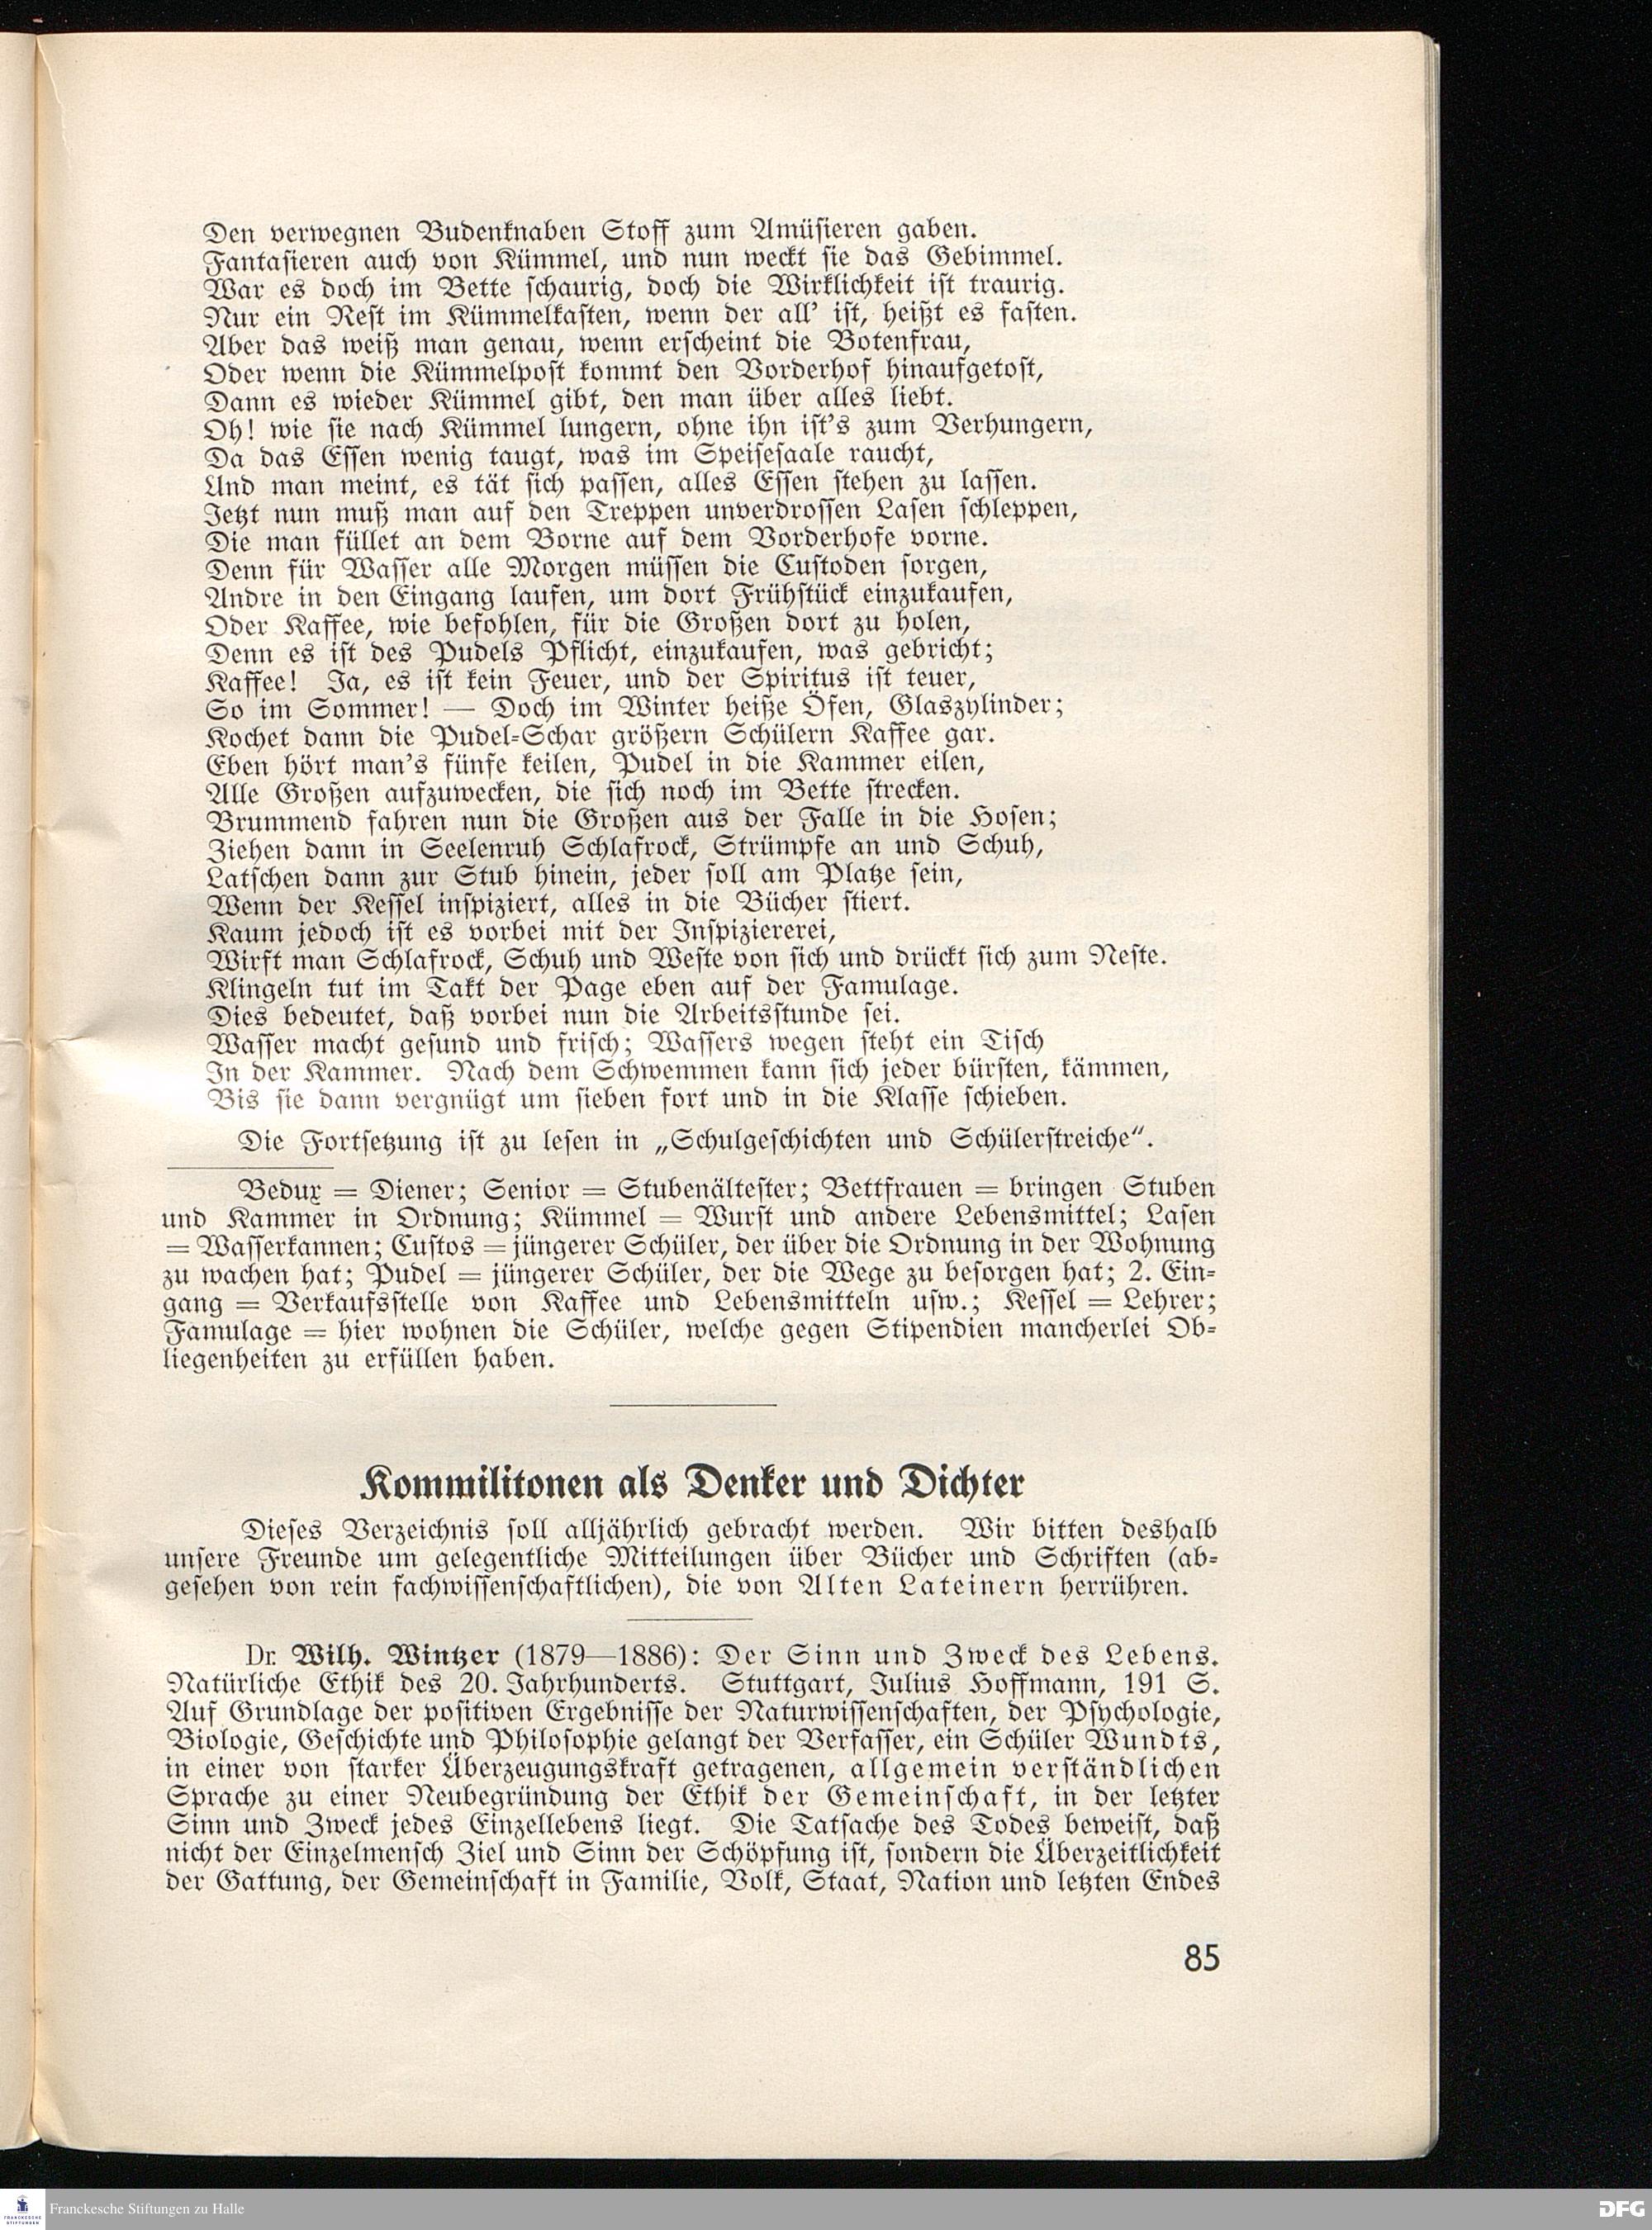 Den verwegnen Budenknaben Stoff zum Amüsieren gaben.
Fantasieren auch von Kümmel, und nun weckt sie das Gebimmel.
War es doch im Bette schaurig, doch die Wirklichkeit ist traurig.
Nur ein Rest im Kümmelkasten, wenn der all’ ist, heißt es fasten.
Aber das weiß man genau, wenn erscheint die Botenfrau,
Oder wenn die Kümmelpost kommt den Vorderhof hinaufgetost,
Dann es wieder Kümmel gibt, den man über alles liebt.
Oh! wie sie nach Kümmel lungern, ohne ihn ist’s zum Verhungern,
Da das Essen wenig taugt, was im Speisesaale raucht,
Und man meint, es tät sich passen, alles Essen stehen zu lassen.
Jetzt nun muß man auf den Treppen unverdrossen Lasen schleppen,
Die man füllet an dem Borne auf dem Vorderhofe vorne.
Denn für Wasser alle Morgen müssen die Custoden sorgen,
Andre in den Eingang laufen, um dort Frühstück einzukaufen,
Oder Kaffee, wie befohlen, für die Großen dort zu holen,
Denn es ist des Pudels Pflicht, einzukaufen, was gebricht;
Kaffee! Ja, es ist kein Feuer, und der Spiritus ist teuer,
So im Sommer! — Doch im Winter heiße Öfen, Glaszylinder;
Kochet dann die Pudel-Schar größern Schülern Kaffee gar.
Eben hört man’s fünfe keilen, Pudel in die Kammer eilen,
Alle Großen aufzuwecken, die sich noch im Bette strecken.
Brummend fahren nun die Großen aus der Falle in die Hosen;
Ziehen dann in Seelenruh Schlafrock, Strümpfe an und Schuh,
Latschen dann zur Stub hinein, jeder soll am Platze sein,
Wenn der Kessel inspiziert, alles in die Bücher stiert.
Kaum jedoch ist es vorbei mit der Inspiziererei,
Wirft man Schlafrock, Schuh und Weste von sich und drückt sich zum Neste.
Klingeln tut im Takt der Page eben auf der Famulage.
Dies bedeutet, daß vorbei nun die Arbeitsstunde sei.
Wasser macht gesund und frisch; Wassers wegen steht ein Tisch
In der Kammer. Nach dem Schwemmen kann sich jeder bürsten, kämmen,
Bis sie dann vergnügt um sieben fort und in die Klasse schieben.
Die Fortsetzung ist zu lesen in „Schulgeschichten und Schülerstreiche“.
Bedux = Diener; Senior = Stubenältester; Bettfrauen = bringen Stuben
und Kammer in Ordnung; Kümmel = Wurst und andere Lebensmittel; Lasen
= Wasserkannen; Custos = jüngerer Schüler, der über die Ordnung in der Wohnung
zu wachen hat; Pudel = jüngerer Schüler, der die Wege zu besorgen hat; 2. Ein-
gang = Verkaufsstelle von Kaffee und Lebensmitteln usw.; Kessel = Lehrer;
Famulage = hier wohnen die Schüler, welche gegen Stipendien mancherlei Ob-
liegenheiten zu erfüllen haben.
Kommilitonen als Denker und Dichter
Dieses Verzeichnis soll alljährlich gebracht werden. Wir bitten deshalb
unsere Freunde um gelegentliche Mitteilungen über Bücher und Schriften (ab-
gesehen von rein fachwissenschaftlichen), die von Alten Lateinern herrühren.
Dr. Wilh. Wintzer (1879—1886): Der Sinn und Zweck des Lebens.
Natürliche Ethik des 20. Jahrhunderts. Stuttgart, Julius Hoffmann, 191 S.
Auf Grundlage der positiven Ergebnisse der Naturwissenschaften, der Psychologie,
Biologie, Geschichte und Philosophie gelangt der Verfasser, ein Schüler Wundts,
in einer von starker Überzeugungskraft getragenen, allgemein verständlichen
Sprache zu einer Neubegründung der Ethik der Gemeinschaft, in der letzter
Sinn und Zweck jedes Einzellebens liegt. Die Tatsache des Todes beweist, daß
nicht der Einzelmensch Ziel und Sinn der Schöpfung ist, sondern die Überzeitlichkeit
der Gattung, der Gemeinschaft in Familie, Volk, Staat, Nation und letzten Endes
85
FRANCKESCHE STIFTUNGEN
Franckesche Stiftungen zu Halle
DFG